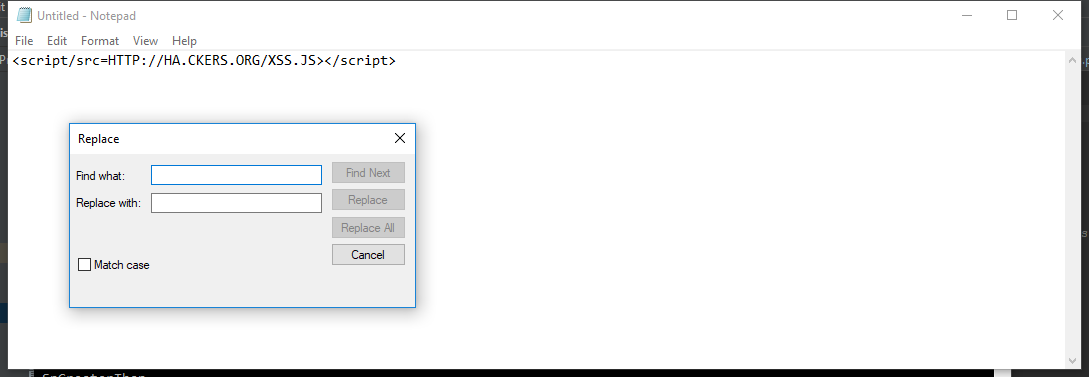 Untitled - Notepad
File Edit Format View Help
<script/src=HTTP://HA.CKERS.ORG/XSS.JS></script>
Replace
Find what: Find Next
Replace with: Replace
Replace All
Cancel
Match case